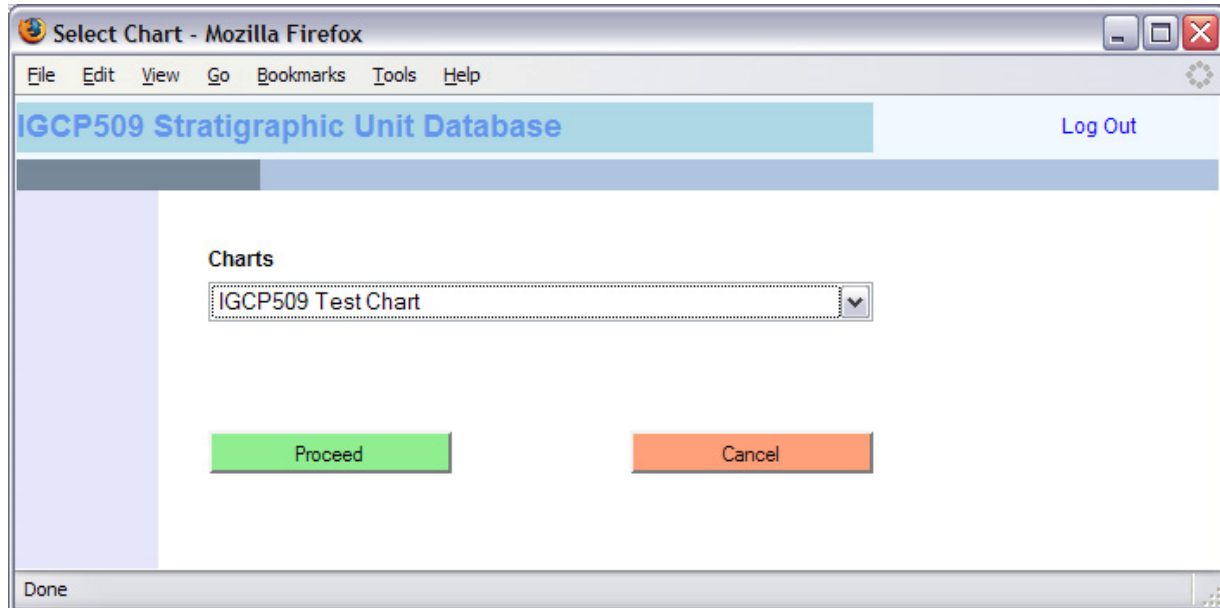 Select Chart - Mozilla Firefox
File Edit View Go Bookmarks Tools Help
IGCP509 Stratigraphic Unit Database
Log Out
Charts
IGCP509 Test Chart
Proceed
Cancel
Done